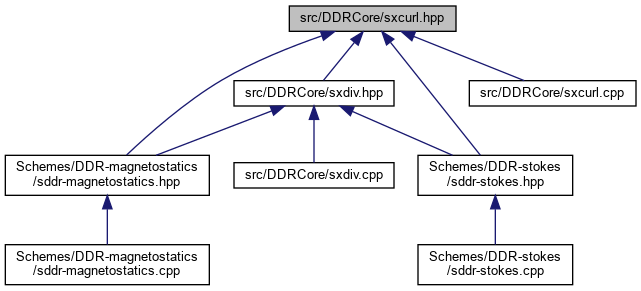 src/DDRCore/sxcurl.hpp
src/DDRCore/sxdiv.hpp
src/DDRCore/sxcurl.cpp
Schemes/DDR-magnetostatics
/sddr-magnetostatics.hpp
src/DDRCore/sxdiv.cpp
Schemes/DDR-stokes
/sddr-stokes.hpp
Schemes/DDR-magnetostatics
/sddr-magnetostatics.cpp
Schemes/DDR-stokes
/sddr-stokes.cpp